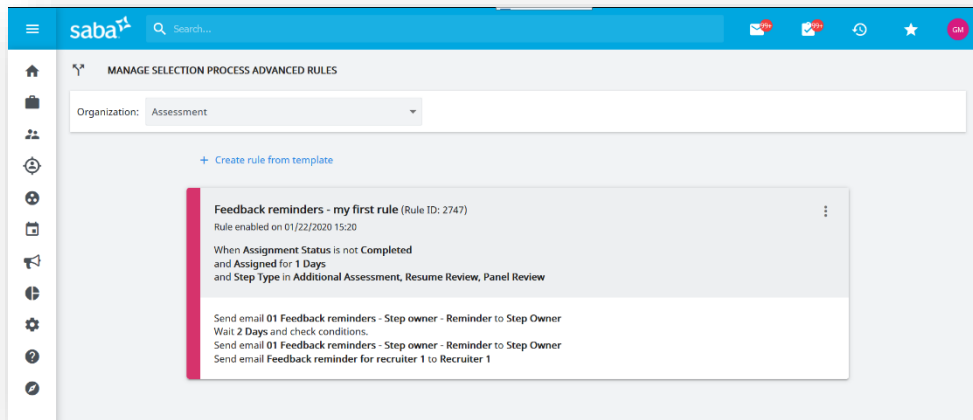 saba
Search...
99+
99+
GM
MANAGE SELECTION PROCESS ADVANCED RULES
Organization: Assessment
+ Create rule from template
Feedback reminders - my first rule (Rule ID: 2747)
Rule enabled on 01/22/2020 15:20
When Assignment Status is not Completed
and Assigned for 1 Days
and Step Type in Additional Assessment, Resume Review, Panel Review
Send email 01 Feedback reminders - Step owner - Reminder to Step Owner
Wait 2 Days and check conditions.
Send email 01 Feedback reminders - Step owner - Reminder to Step Owner
Send email Feedback reminder for recruiter 1 to Recruiter 1